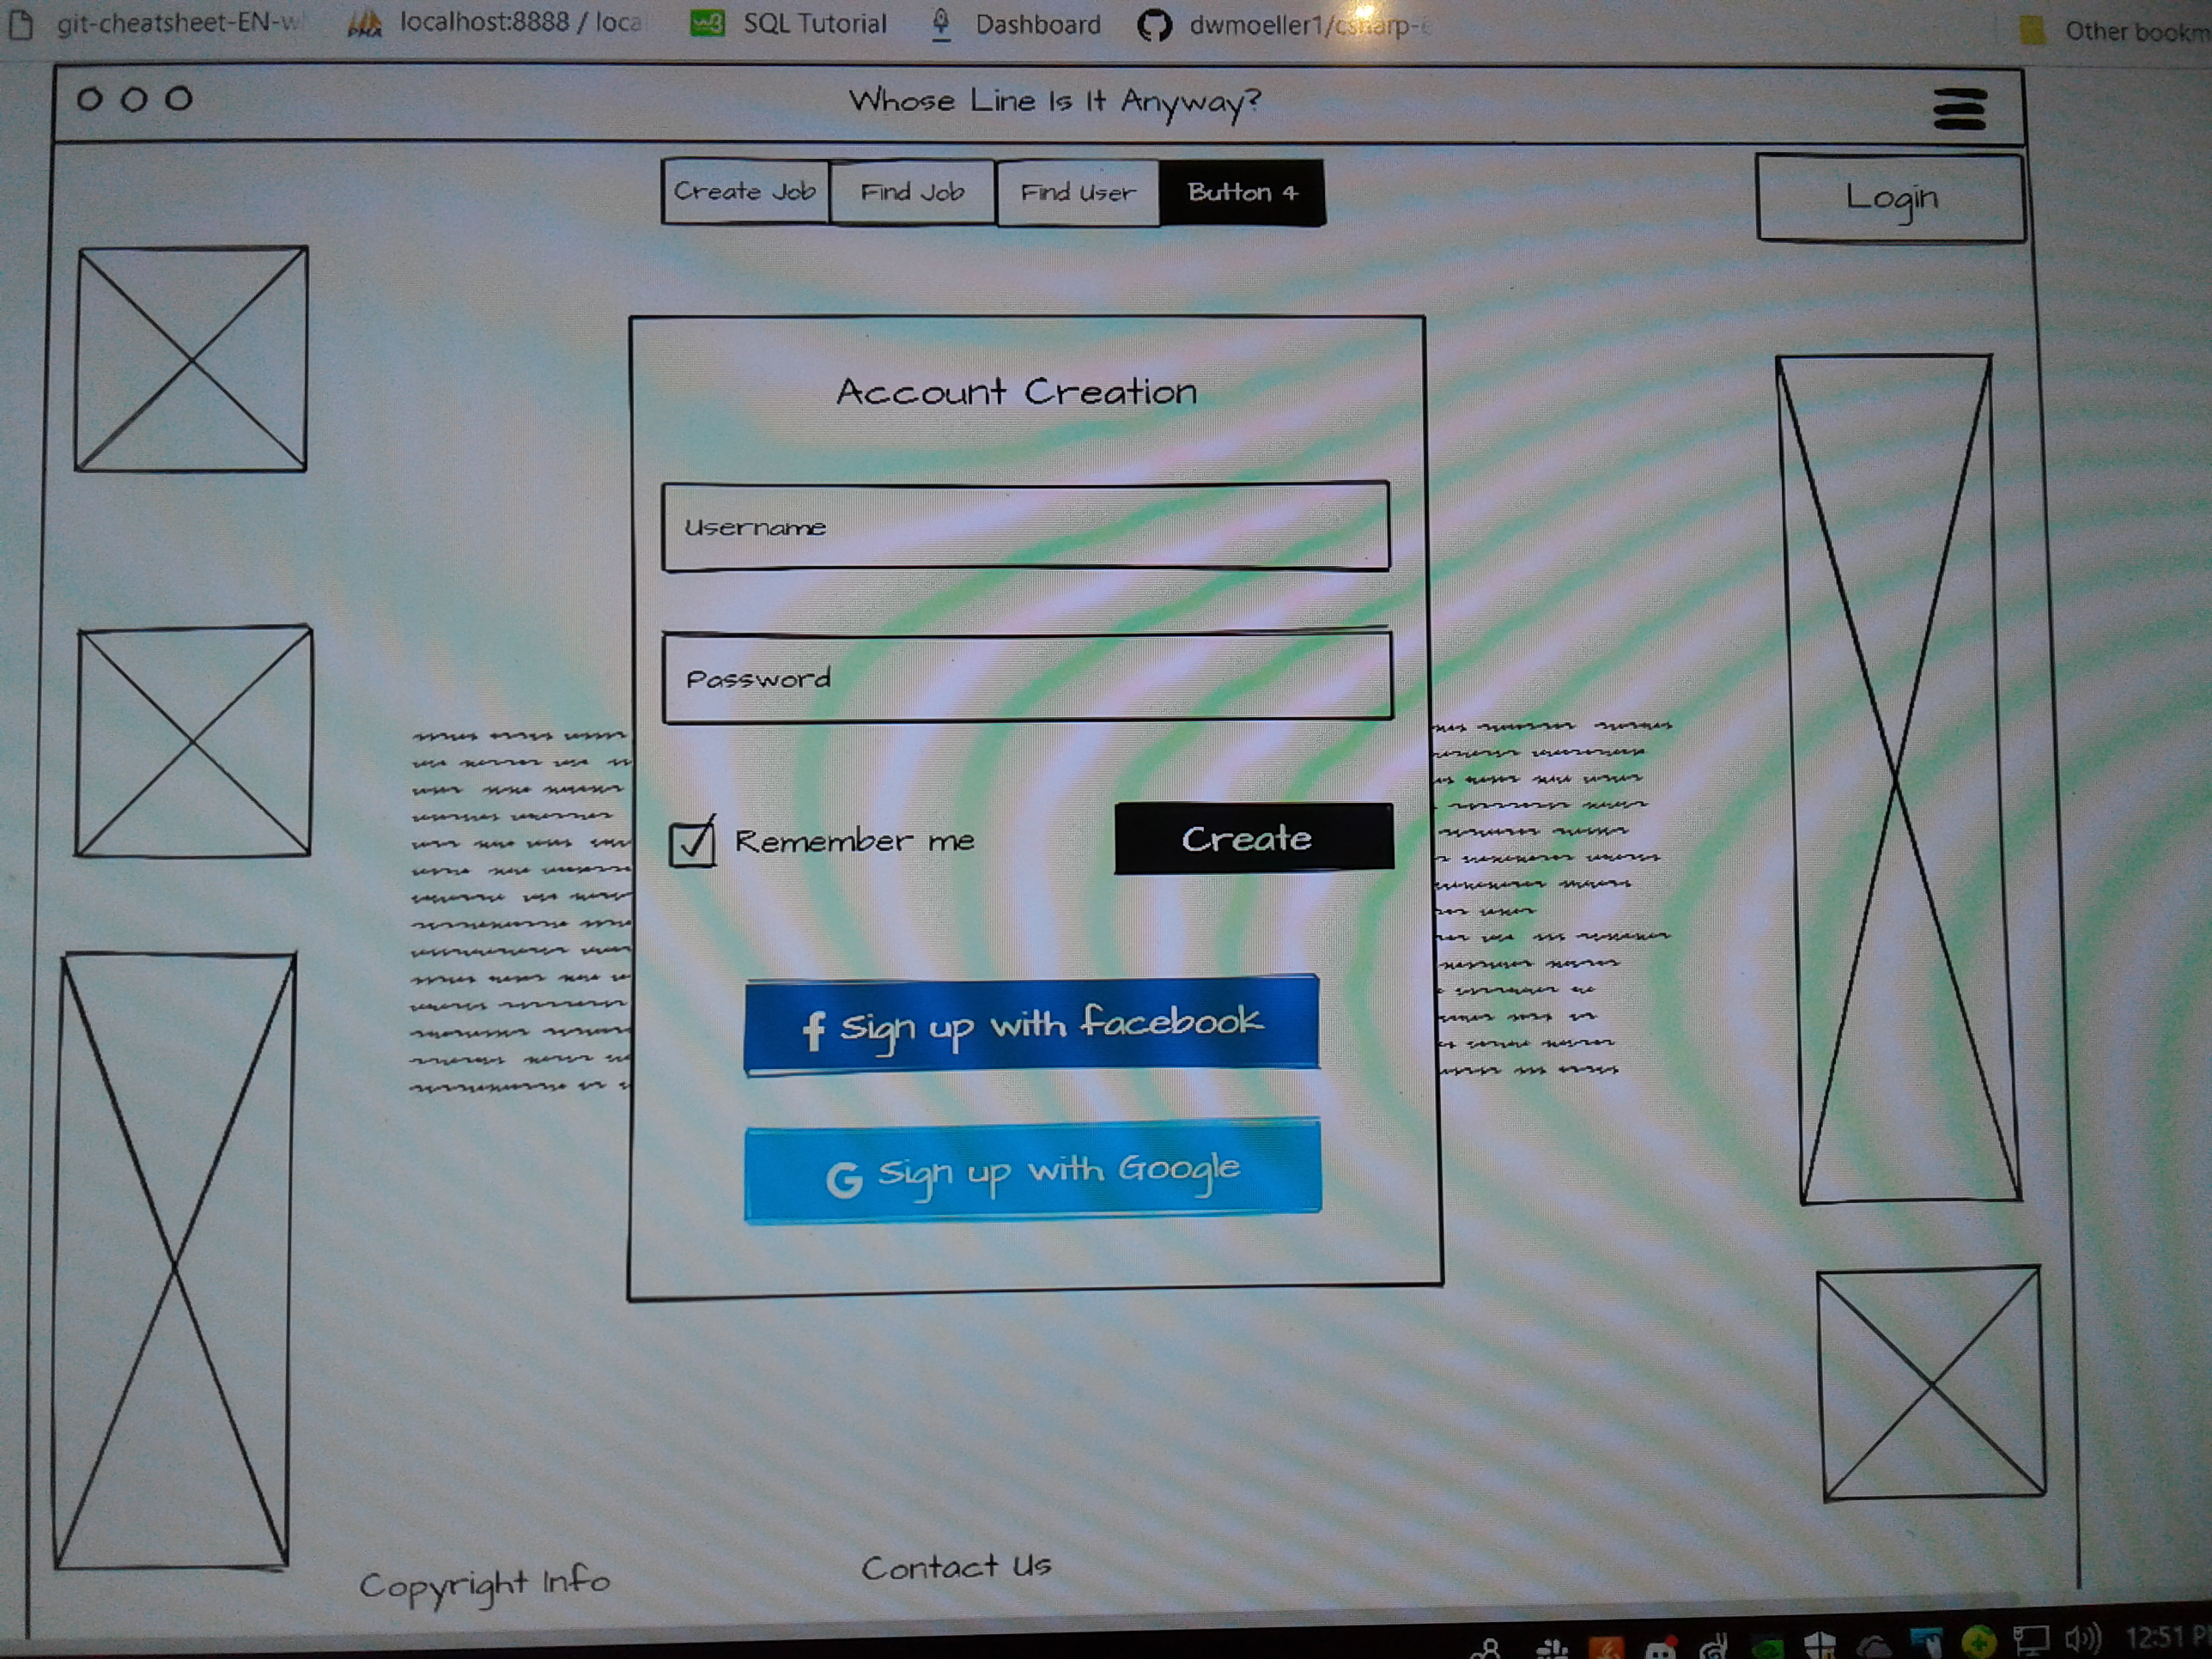 git-cheatsheet-EN-w localhost:8888 / loca SQL Tutorial Dashboard dwmoeller1/csharp-e Other bookm
Whose Line Is It Anyway?
Create Job Find Job Find User Button 4 Login
Account Creation
Username
Password
Remember me Create
f Sign up with facebook
G Sign up with Google
Copyright Info Contact Us
12:51 P